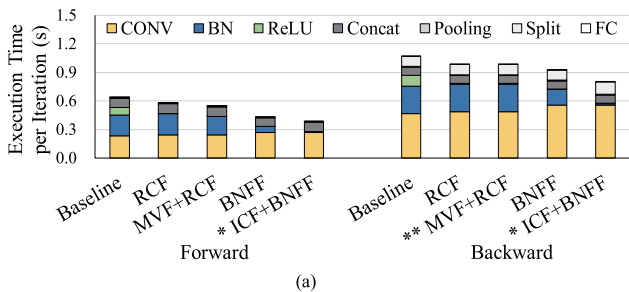 CONV BN ReLU Concat Pooling Split FC
Execution Time
per Iteration (s)
1.5
1.2
0.9
0.6
0.3
0.0
Baseline
RCF
MVF+RCF
BNFF
* ICF+BNFF
Baseline
RCF
** MVF+RCF
BNFF
* ICF+BNFF
Forward
Backward
(a)